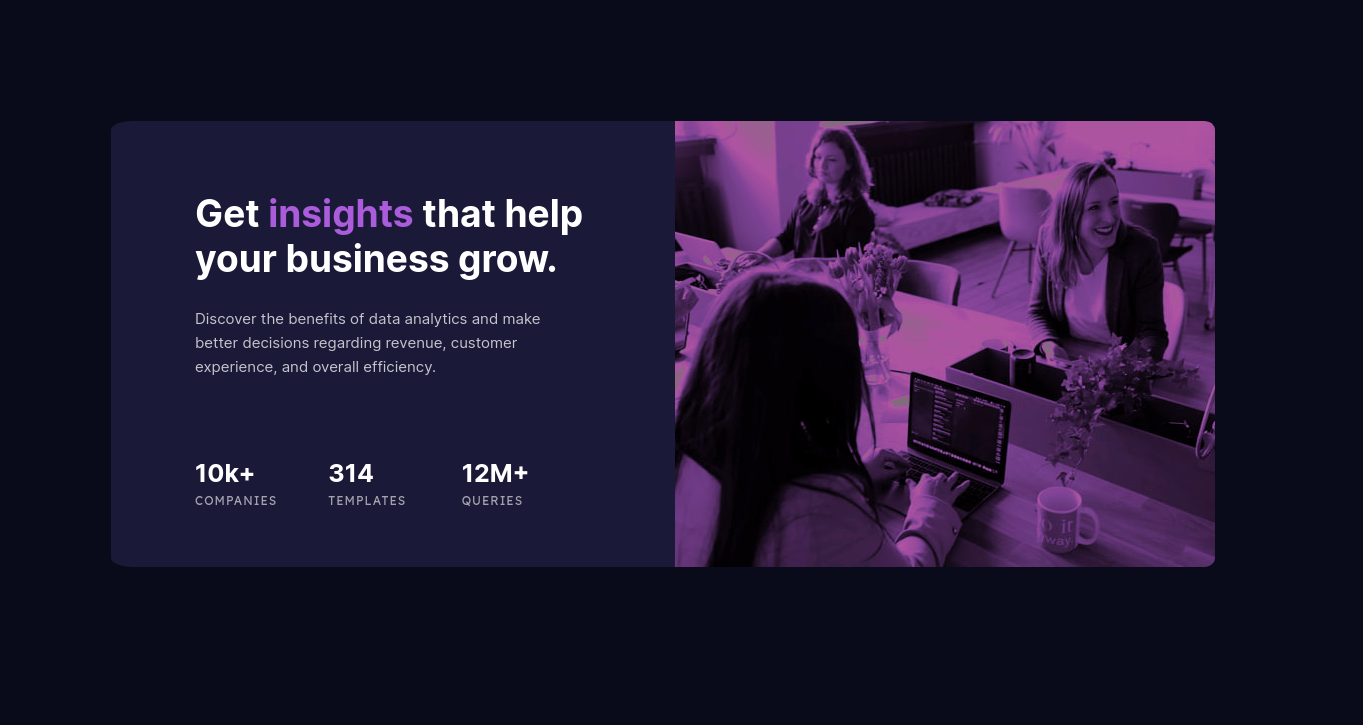 Get insights that help
your business grow.
Discover the benefits of data analytics and make
better decisions regarding revenue, customer
experience, and overall efficiency.
10k+ 314 12M+
COMPANIES TEMPLATES QUERIES